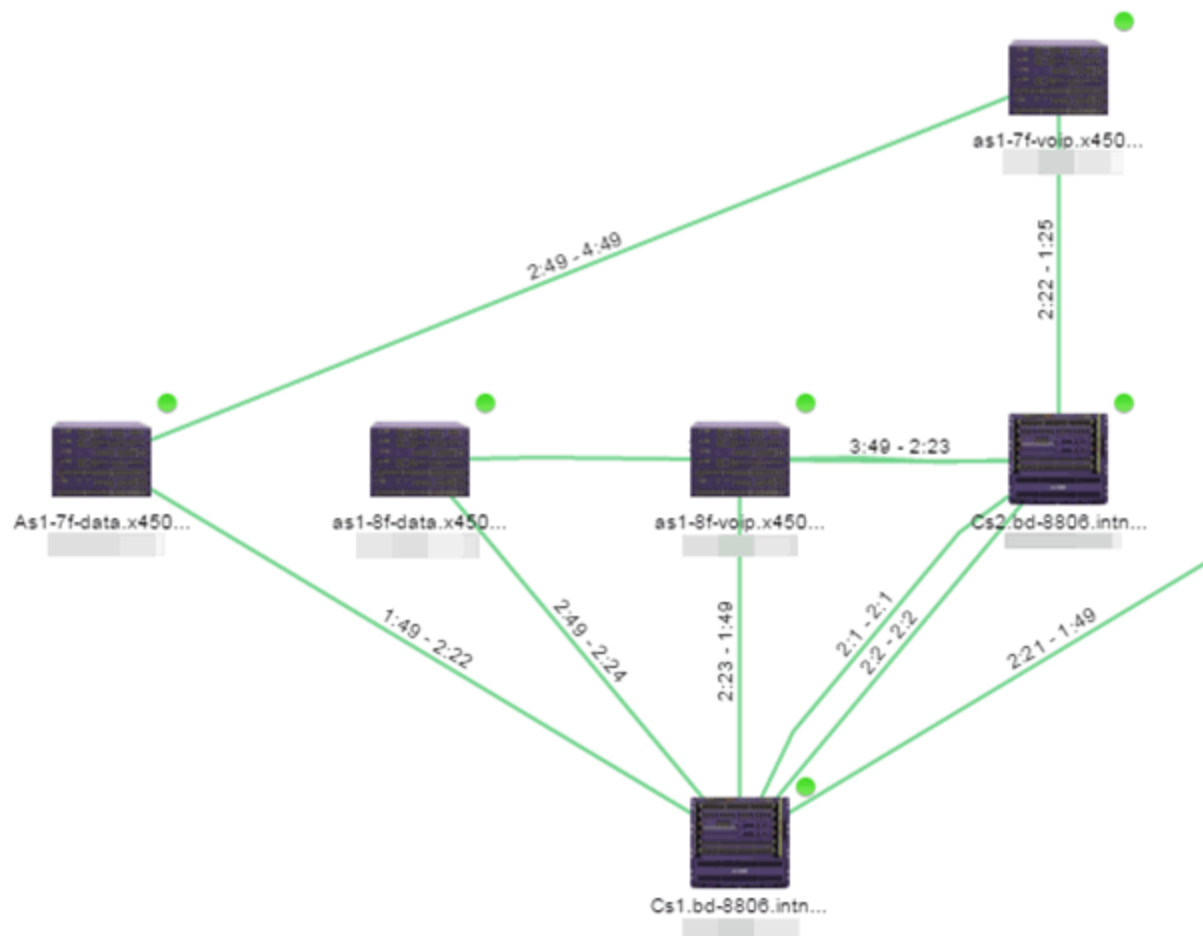 as1-7f-voip.x450...
2:49 - 4:49
2:22 - 1:25
3:49 - 2:23
As1-7f-data.x450...
as1-8f-data.x450...
as1-8f-voip.x450...
Cs2.bd-8806.intn...
1:49 - 2:22
2:49 - 2:24
2:23 - 1:49
2:1 - 2:1
2:2 - 2:2
2:21 - 1:49
Cs1.bd-8806.intn...